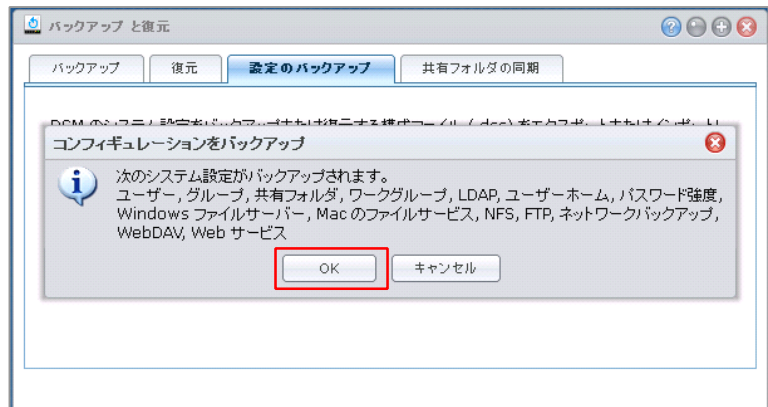 バックアップ と復元
バックアップ
復元
設定のバックアップ
共有フォルダの同期
コンフィギュレーションをバックアップ
次のシステム設定がバックアップされます。
ユーザー, グループ, 共有フォルダ, ワークグループ, LDAP, ユーザーホーム, パスワード強度,
Windows ファイルサーバー, Mac のファイルサービス, NFS, FTP, ネットワークバックアップ,
WebDAV, Web サービス
OK
キャンセル